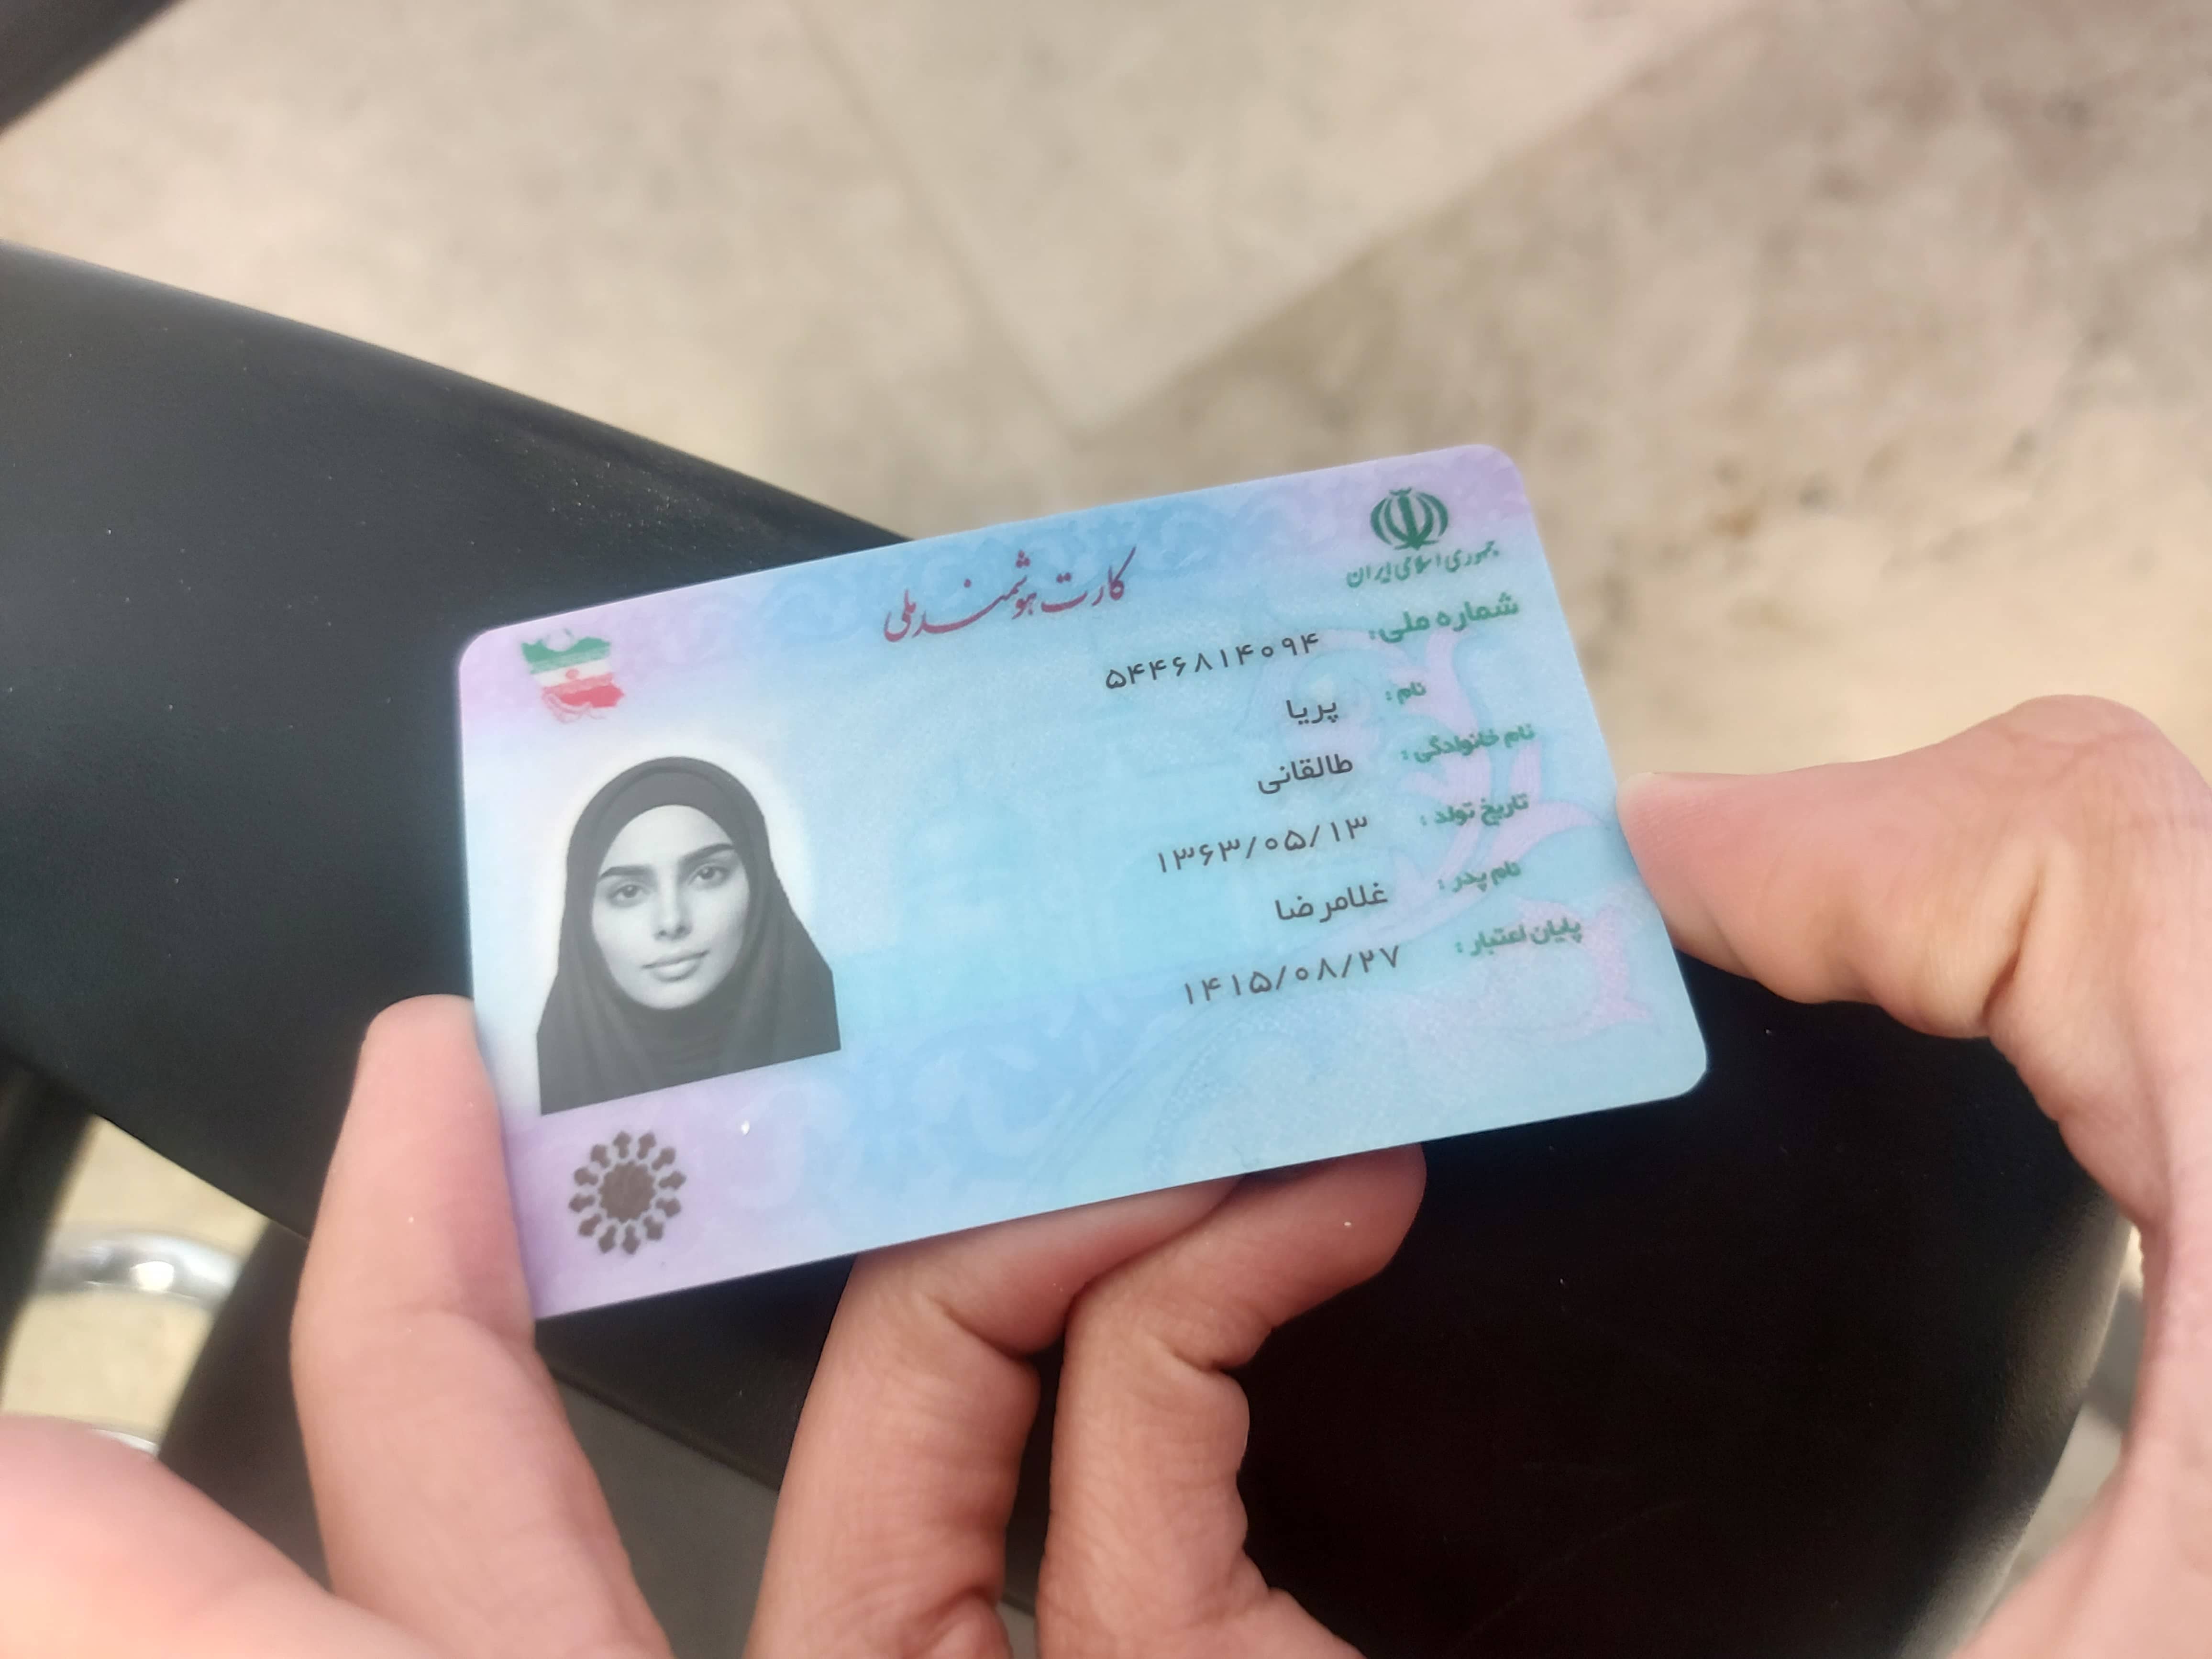 جمهوری اسلامی ایران
کارت هوشمند ملی
شماره ملی: ۵۴۴۶۸۱۴۰۹۴
نام: پریا
نام خانوادگی: طالقانی
تاریخ تولد: ۱۳۶۳/۰۵/۱۳
نام پدر: غلامرضا
پایان اعتبار: ۱۴۱۵/۰۸/۲۷